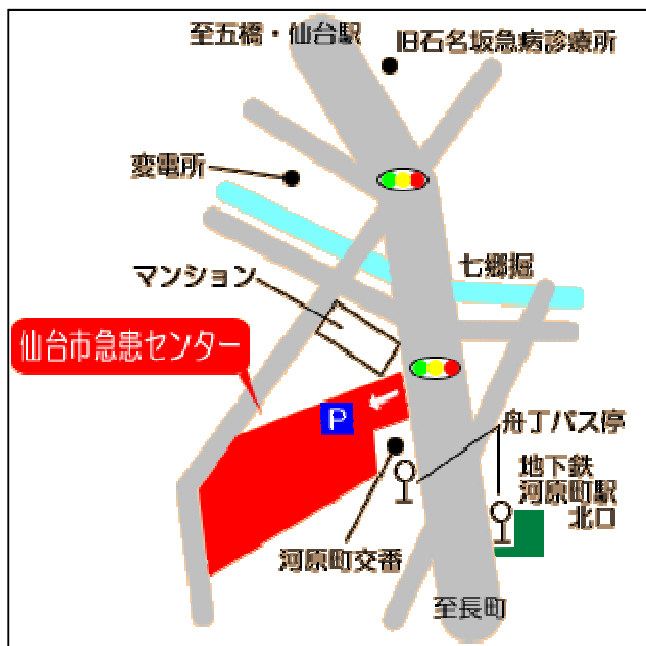 至五橋・仙台駅
旧石名坂急病診療所
変電所
七郷掘
マンション
仙台市急患センター
P
舟丁バス停
地下鉄
河原町駅
北口
河原町交番
至長町